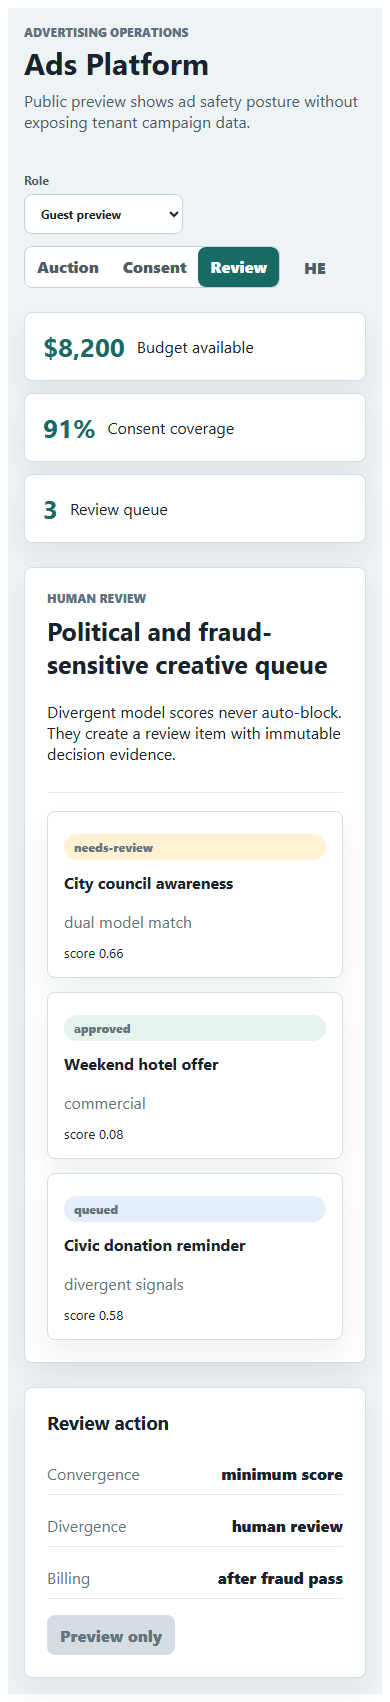 ADVERTISING OPERATIONS
Ads Platform
Public preview shows ad safety posture without
exposing tenant campaign data.
Role
Guest preview
Auction Consent Review HE
$8,200 Budget available
91% Consent coverage
3 Review queue
HUMAN REVIEW
Political and fraud-
sensitive creative queue
Divergent model scores never auto-block.
They create a review item with immutable
decision evidence.
needs-review
City council awareness
dual model match
score 0.66
approved
Weekend hotel offer
commercial
score 0.08
queued
Civic donation reminder
divergent signals
score 0.58
Review action
Convergence minimum score
Divergence human review
Billing after fraud pass
Preview only